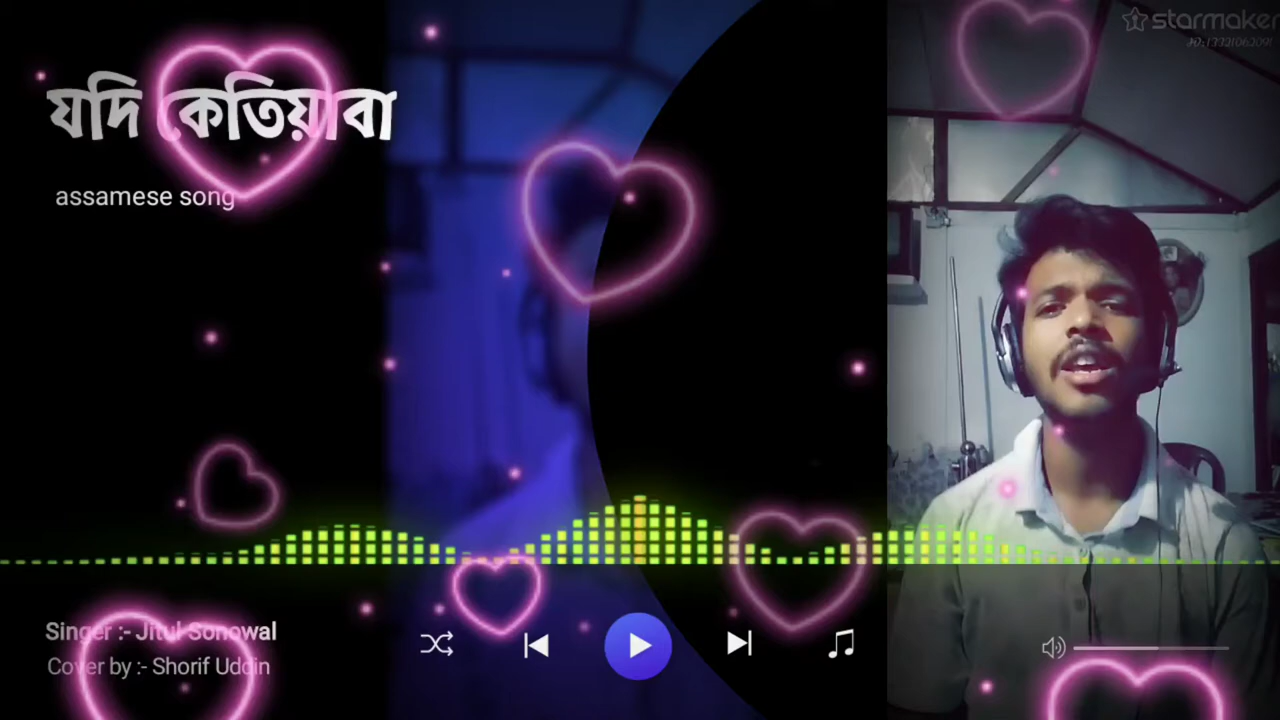 যদি কেতিয়াবা
assamese song
starmaker
Singer :- Jitul Sonowal
Cover by :- Shorif Uddin